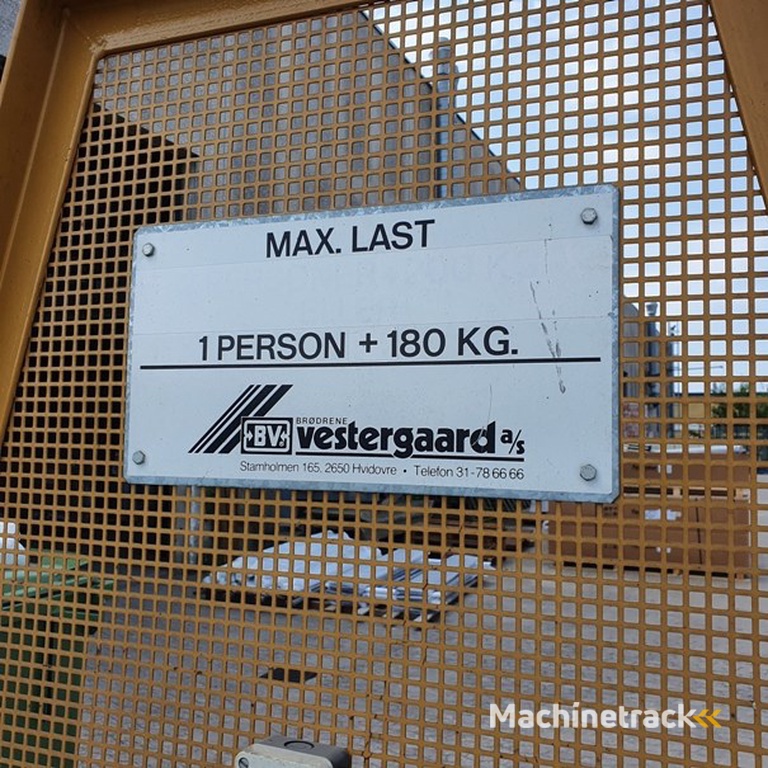 MAX. LAST
1 PERSON + 180 KG.
BV
BRØDRENE
vestergaard a/s
Stamholmen 165, 2650 Hvidovre • Telefon 31-78 66 66
Machinetrack